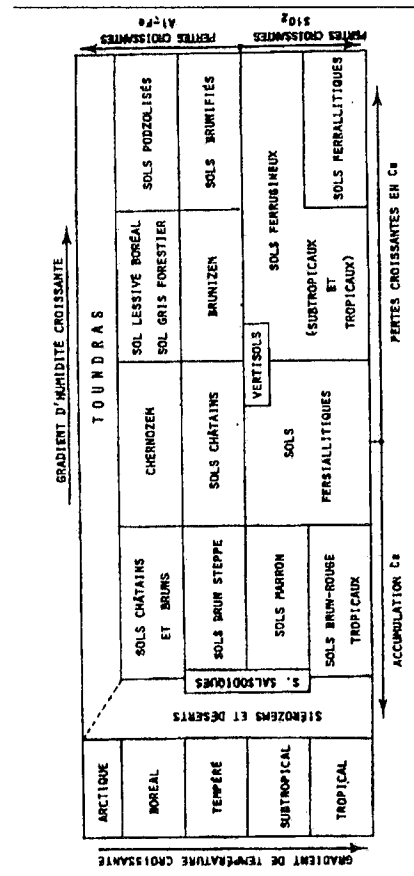 GRADIENT D'HUMIDITÉ CROISSANTE
ARCTIQUE
TOUNDRAS
BOREAL
SOLS CHÂTAINS
ET BRUNS
CHERNOZEM
SOL LESSIVE BORÉAL
SOL GRIS FORESTIER
SOLS PODZOLISÉS
TEMPÉRÉ
SOLS BRUN STEPPE
SOLS CHÂTAINS
BRUNIZEM
SOLS BRUNIFIÉS
SUBTROPICAL
SOLS MARRON
SOLS
FERSIALLITIQUES
VERTISOLS
SOLS FERRUGINEUX
(SUBTROPICAUX
ET
TROPICAUX)
TROPICAL
SOLS BRUN-ROUGE
TROPICAUX
SOLS FERRALLITIQUES
SIÉROZEMS ET DÉSERTS
S. SALSODIQUES
GRADIENT DE TEMPÉRATURE CROISSANTE
PERTES CROISSANTES
Al, Fe
PERTES CROISSANTES
SiO2
ACCUMULATION Ca
PERTES CROISSANTES EN Ca